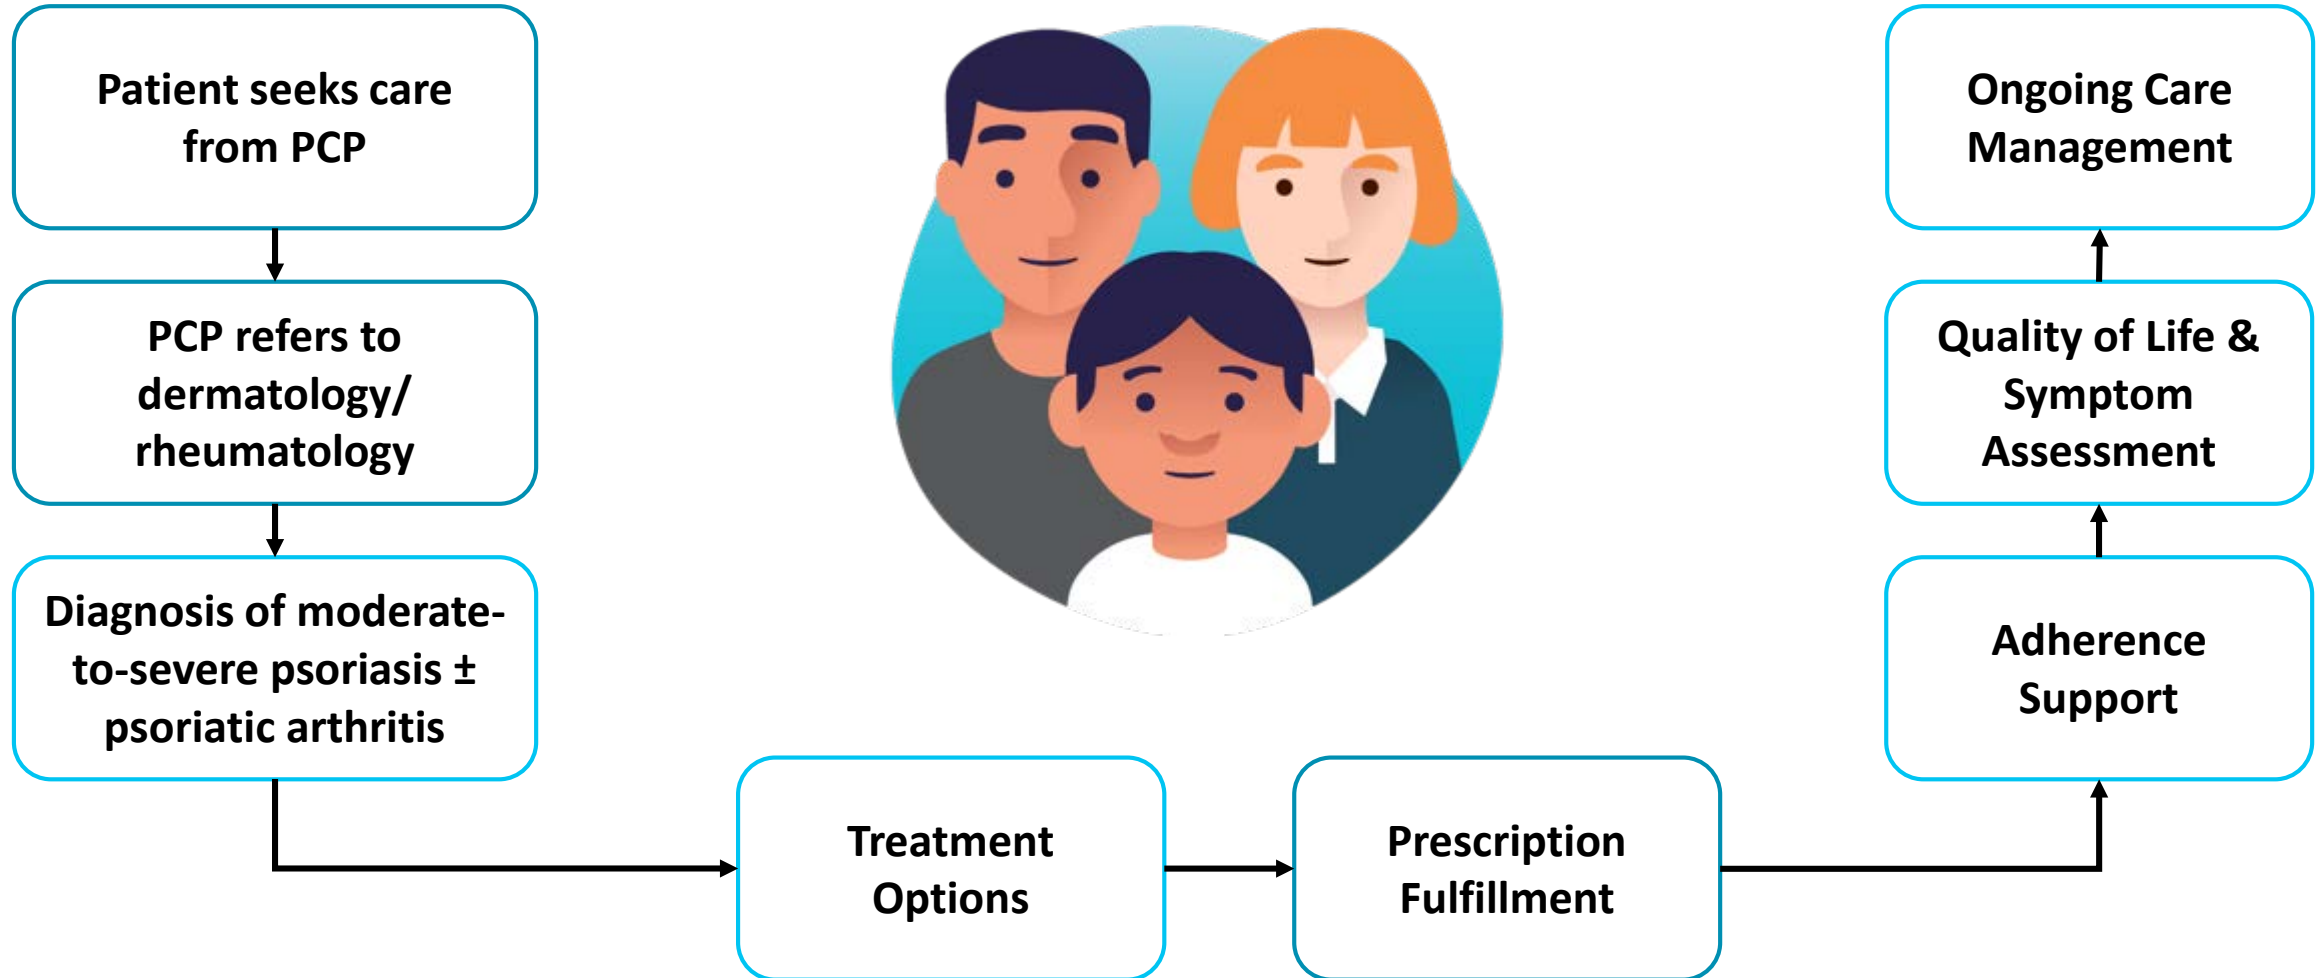 Patient seeks care
from PCP
PCP refers to
dermatology/
rheumatology
Diagnosis of moderate-
to-severe psoriasis ±
psoriatic arthritis
Treatment
Options
Prescription
Fulfillment
Adherence
Support
Quality of Life &
Symptom
Assessment
Ongoing Care
Management